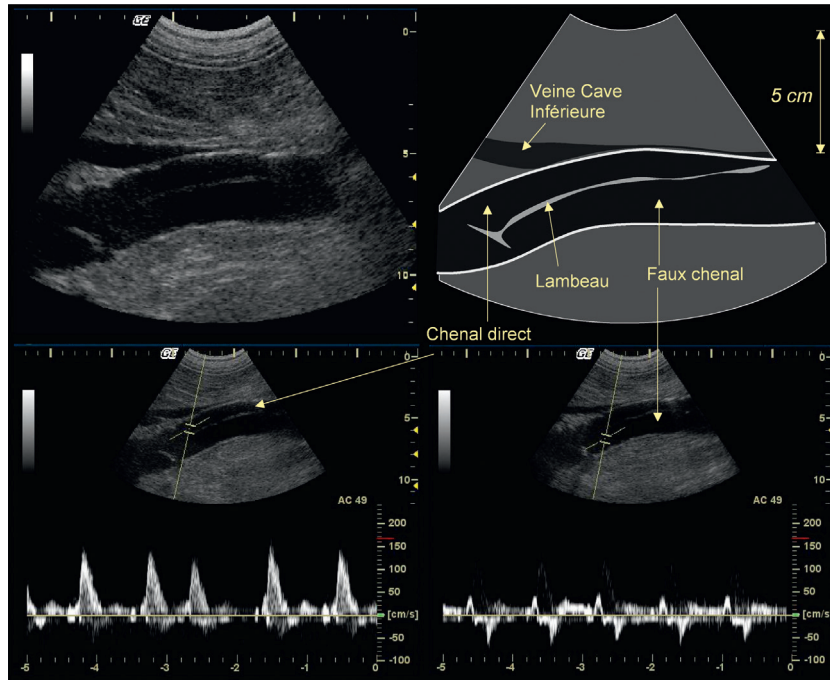 GE
0
5
10
Veine Cave
Inférieure
5 cm
Lambeau
Faux chenal
Chenal direct
GE
0
5
10
AC 49
200
150
100
50
[cm/s]
-50
-100
-5
-4
-3
-2
-1
0
GE
0
5
10
AC 49
200
150
100
50
[cm/s]
-50
-100
-5
-4
-3
-2
-1
0